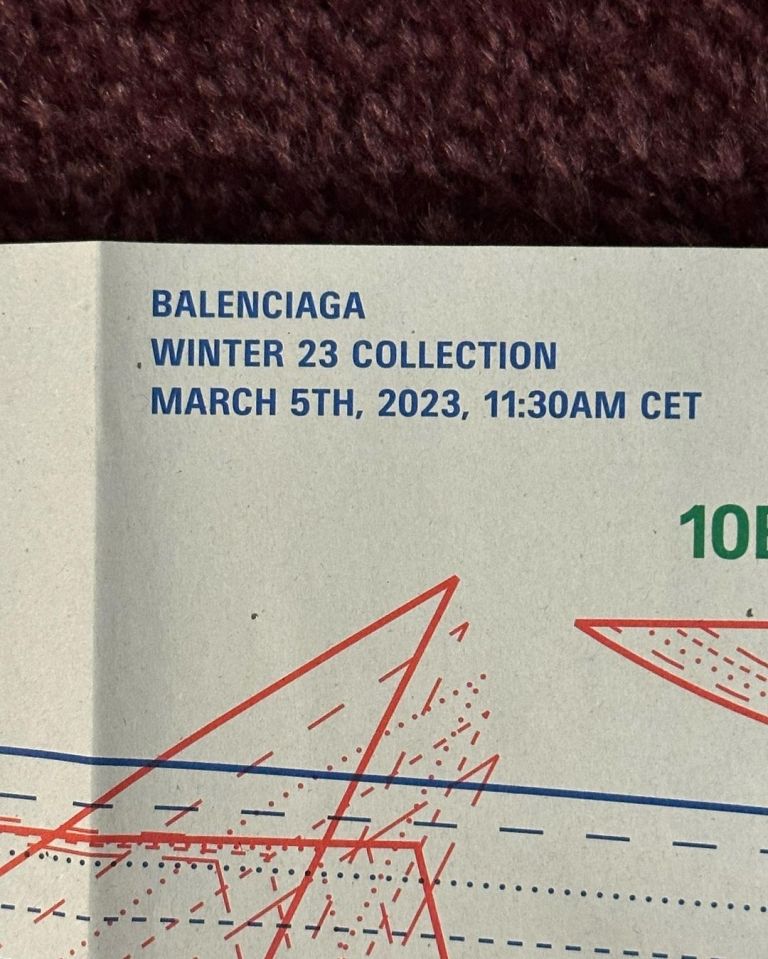 BALENCIAGA
WINTER 23 COLLECTION
MARCH 5TH, 2023, 11:30AM CET